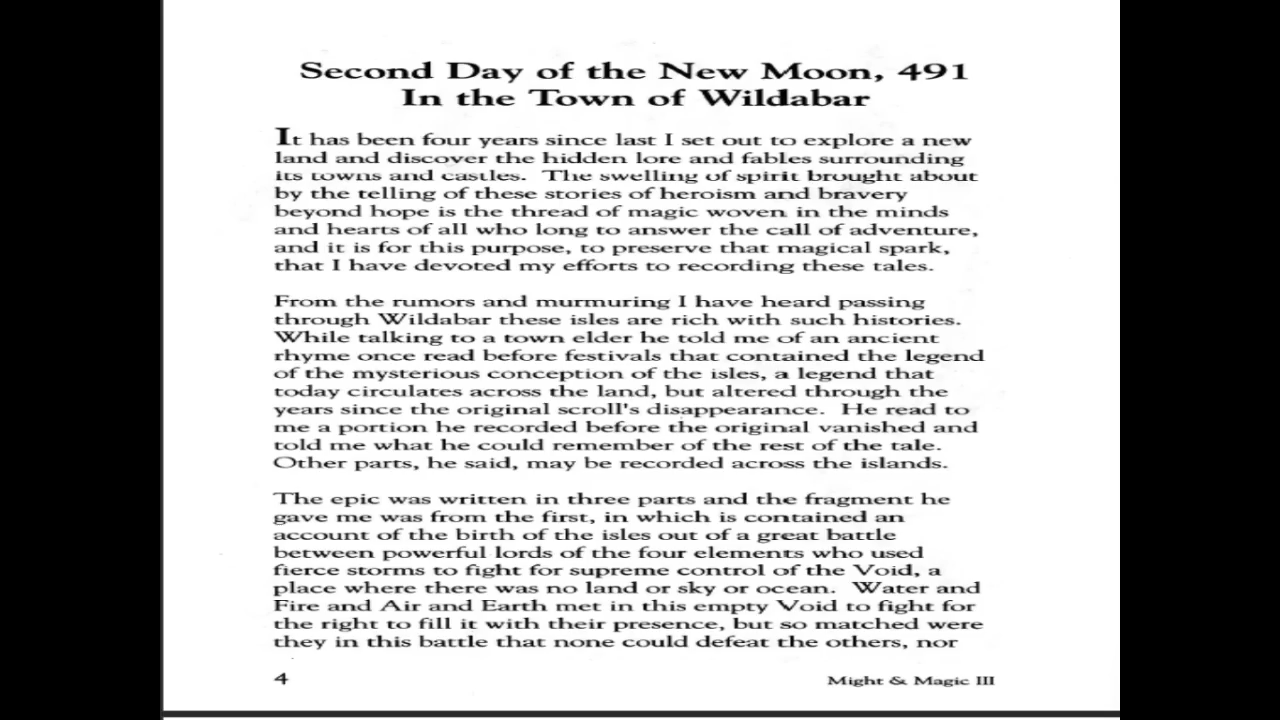 Second Day of the New Moon, 491
In the Town of Wildabar
It has been four years since last I set out to explore a new
land and discover the hidden lore and fables surrounding
its towns and castles. The swelling of spirit brought about
by the telling of these stories of heroism and bravery
beyond hope is the thread of magic woven in the minds
and hearts of all who long to answer the call of adventure,
and it is for this purpose, to preserve that magical spark,
that I have devoted my efforts to recording these tales.
From the rumors and murmuring I have heard passing
through Wildabar these isles are rich with such histories.
While talking to a town elder he told me of an ancient
rhyme once read before festivals that contained the legend
of the mysterious conception of the isles, a legend that
today circulates across the land, but altered through the
years since the original scroll's disappearance. He read to
me a portion he recorded before the original vanished and
told me what he could remember of the rest of the tale.
Other parts, he said, may be recorded across the islands.
The epic was written in three parts and the fragment he
gave me was from the first, in which is contained an
account of the birth of the isles out of a great battle
between powerful lords of the four elements who used
fierce storms to fight for supreme control of the Void, a
place where there was no land or sky or ocean. Water and
Fire and Air and Earth met in this empty Void to fight for
the right to fill it with their presence, but so matched were
they in this battle that none could defeat the others, nor
4
Might & Magic III